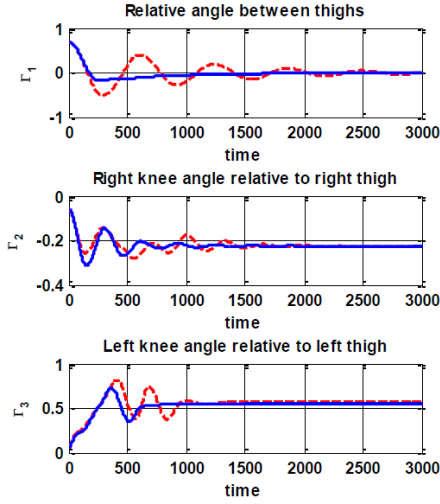 Relative angle between thighs
1
0
-1
Γ1
0 500 1000 1500 2000 2500 3000
time
Right knee angle relative to right thigh
0
-0.2
-0.4
Γ2
0 500 1000 1500 2000 2500 3000
time
Left knee angle relative to left thigh
1
0.5
0
Γ3
0 500 1000 1500 2000 2500 3000
time